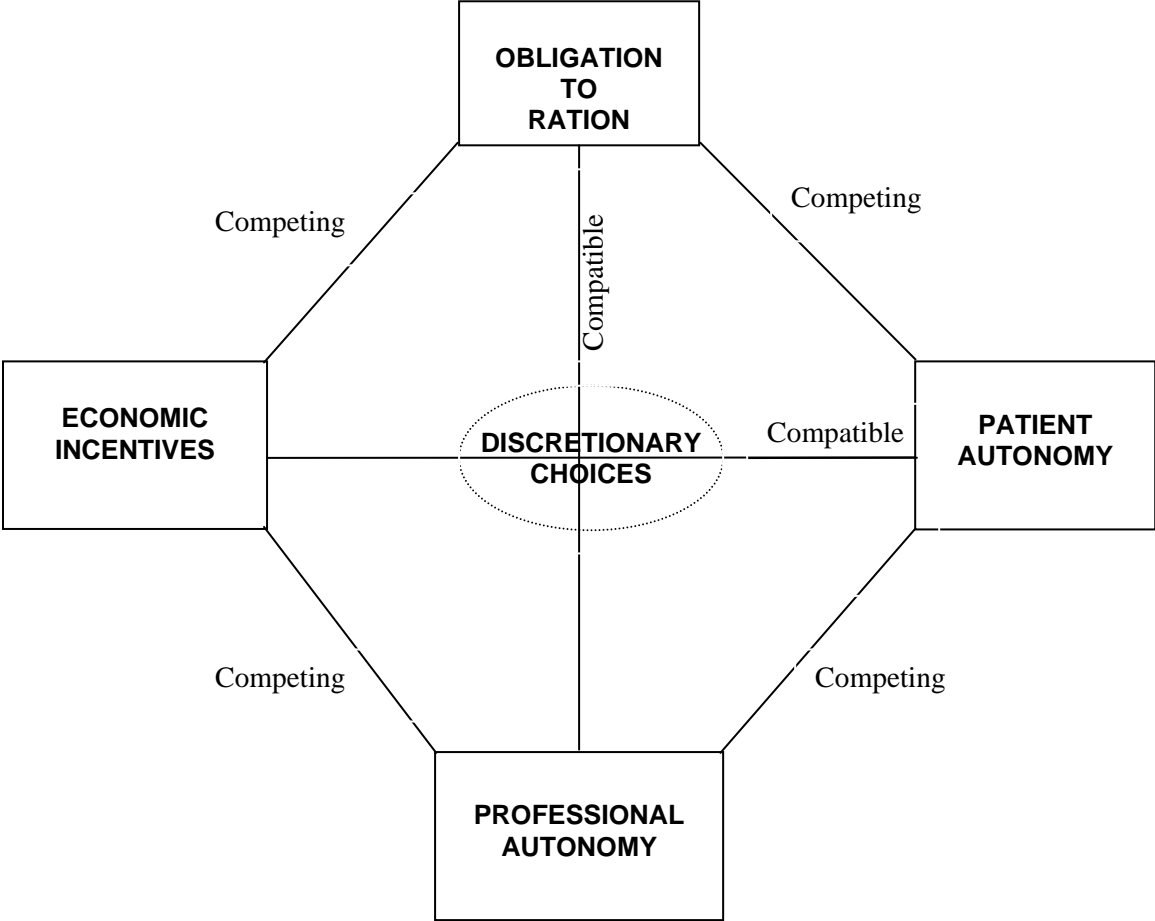 OBLIGATION
TO
RATION
Competing
Competing
Compatible
ECONOMIC
INCENTIVES
DISCRETIONARY
CHOICES
Compatible
PATIENT
AUTONOMY
Competing
Competing
PROFESSIONAL
AUTONOMY